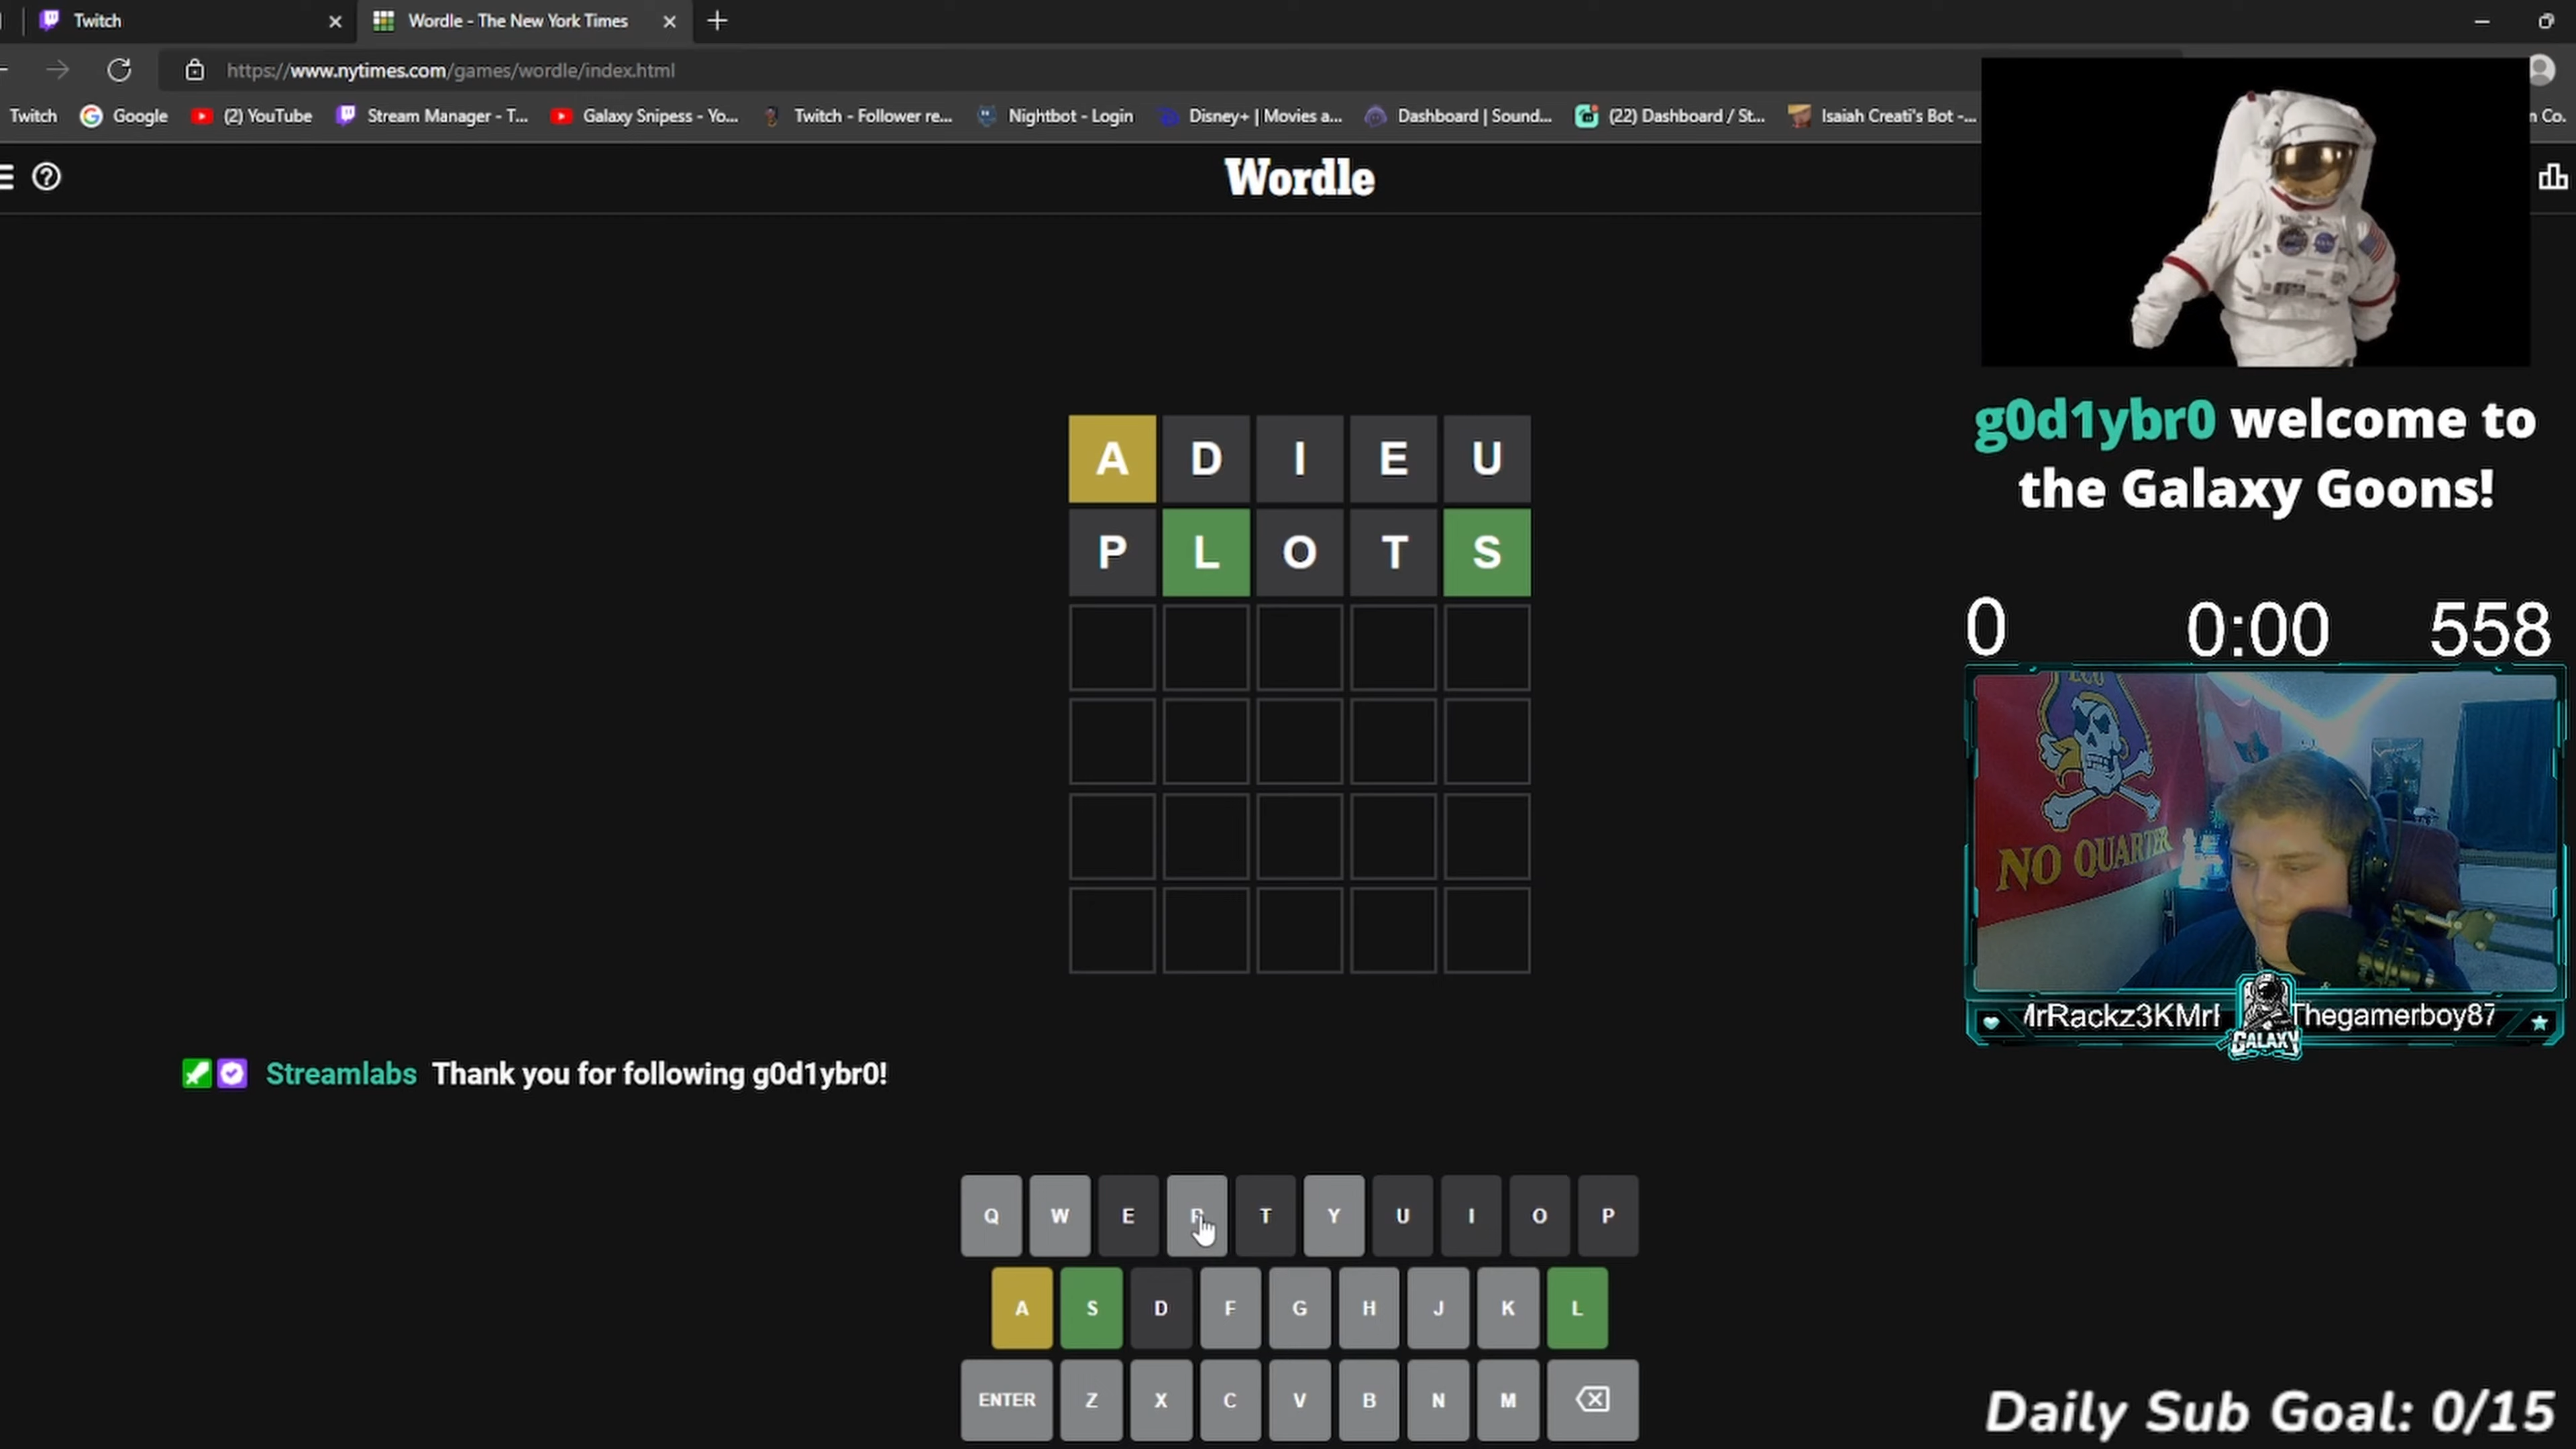 Twitch
Wordle - The New York Times
https://www.nytimes.com/games/wordle/index.html
Twitch
Google
(2) YouTube
Stream Manager - T...
Galaxy Snipess - Yo...
Twitch - Follower re...
Nightbot - Login
Disney+ | Movies a...
Dashboard | Sound...
(22) Dashboard / St...
Isaiah Creati's Bot -...
n Co.
Wordle
A D I E U
P L O T S
g0d1ybr0 welcome to
the Galaxy Goons!
0 0:00 558
ECU
NO QUARTER
MrRackz3KMrI
Thegamerboy87
GALAXY
Streamlabs Thank you for following g0d1ybr0!
Q W E R T Y U I O P
A S D F G H J K L
ENTER Z X C V B N M
Daily Sub Goal: 0/15